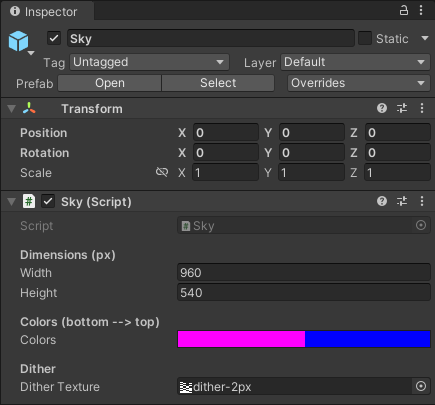 Inspector
Sky Static
Tag Untagged Layer Default
Prefab Open Select Overrides
Transform
Position X 0 Y 0 Z 0
Rotation X 0 Y 0 Z 0
Scale X 1 Y 1 Z 1
# Sky (Script)
Script # Sky
Dimensions (px)
Width 960
Height 540
Colors (bottom --> top)
Colors
Dither
Dither Texture dither-2px